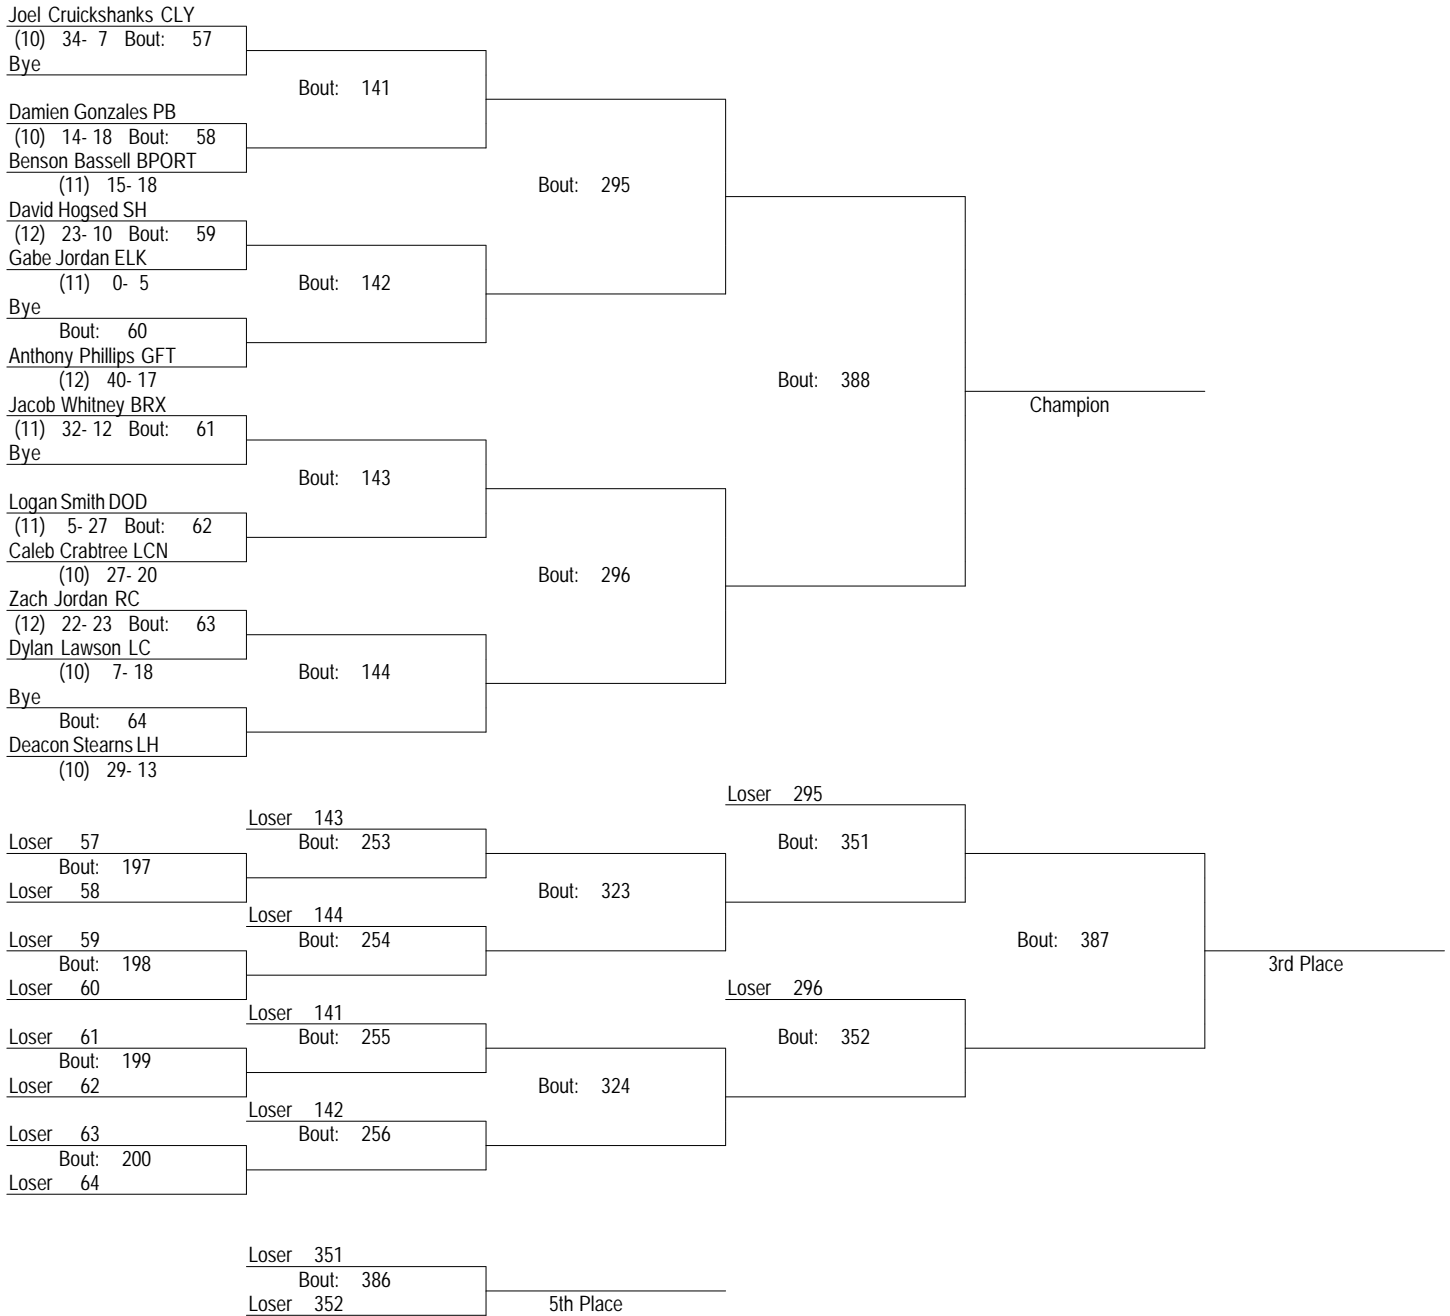 Joel Cruickshanks CLY
(10) 34- 7 Bout: 57
Bye
Bout: 141
Damien Gonzales PB
(10) 14- 18 Bout: 58
Benson Bassell BPORT
(11) 15- 18
Bout: 295
David Hogsed SH
(12) 23- 10 Bout: 59
Gabe Jordan ELK
(11) 0- 5
Bout: 142
Bye
Bout: 60
Anthony Phillips GFT
(12) 40- 17
Bout: 388
Champion
Jacob Whitney BRX
(11) 32- 12 Bout: 61
Bye
Bout: 143
Logan Smith DOD
(11) 5- 27 Bout: 62
Caleb Crabtree LCN
(10) 27- 20
Bout: 296
Zach Jordan RC
(12) 22- 23 Bout: 63
Dylan Lawson LC
(10) 7- 18
Bout: 144
Bye
Bout: 64
Deacon Stearns LH
(10) 29- 13
Loser 295
Loser 143
Loser 57
Bout: 253
Bout: 351
Bout: 197
Loser 58
Bout: 323
Loser 144
Loser 59
Bout: 254
Bout: 387
Bout: 198
3rd Place
Loser 60
Loser 296
Loser 141
Loser 61
Bout: 255
Bout: 352
Bout: 199
Loser 62
Bout: 324
Loser 142
Loser 63
Bout: 256
Bout: 200
Loser 64
Loser 351
Bout: 386
Loser 352
5th Place